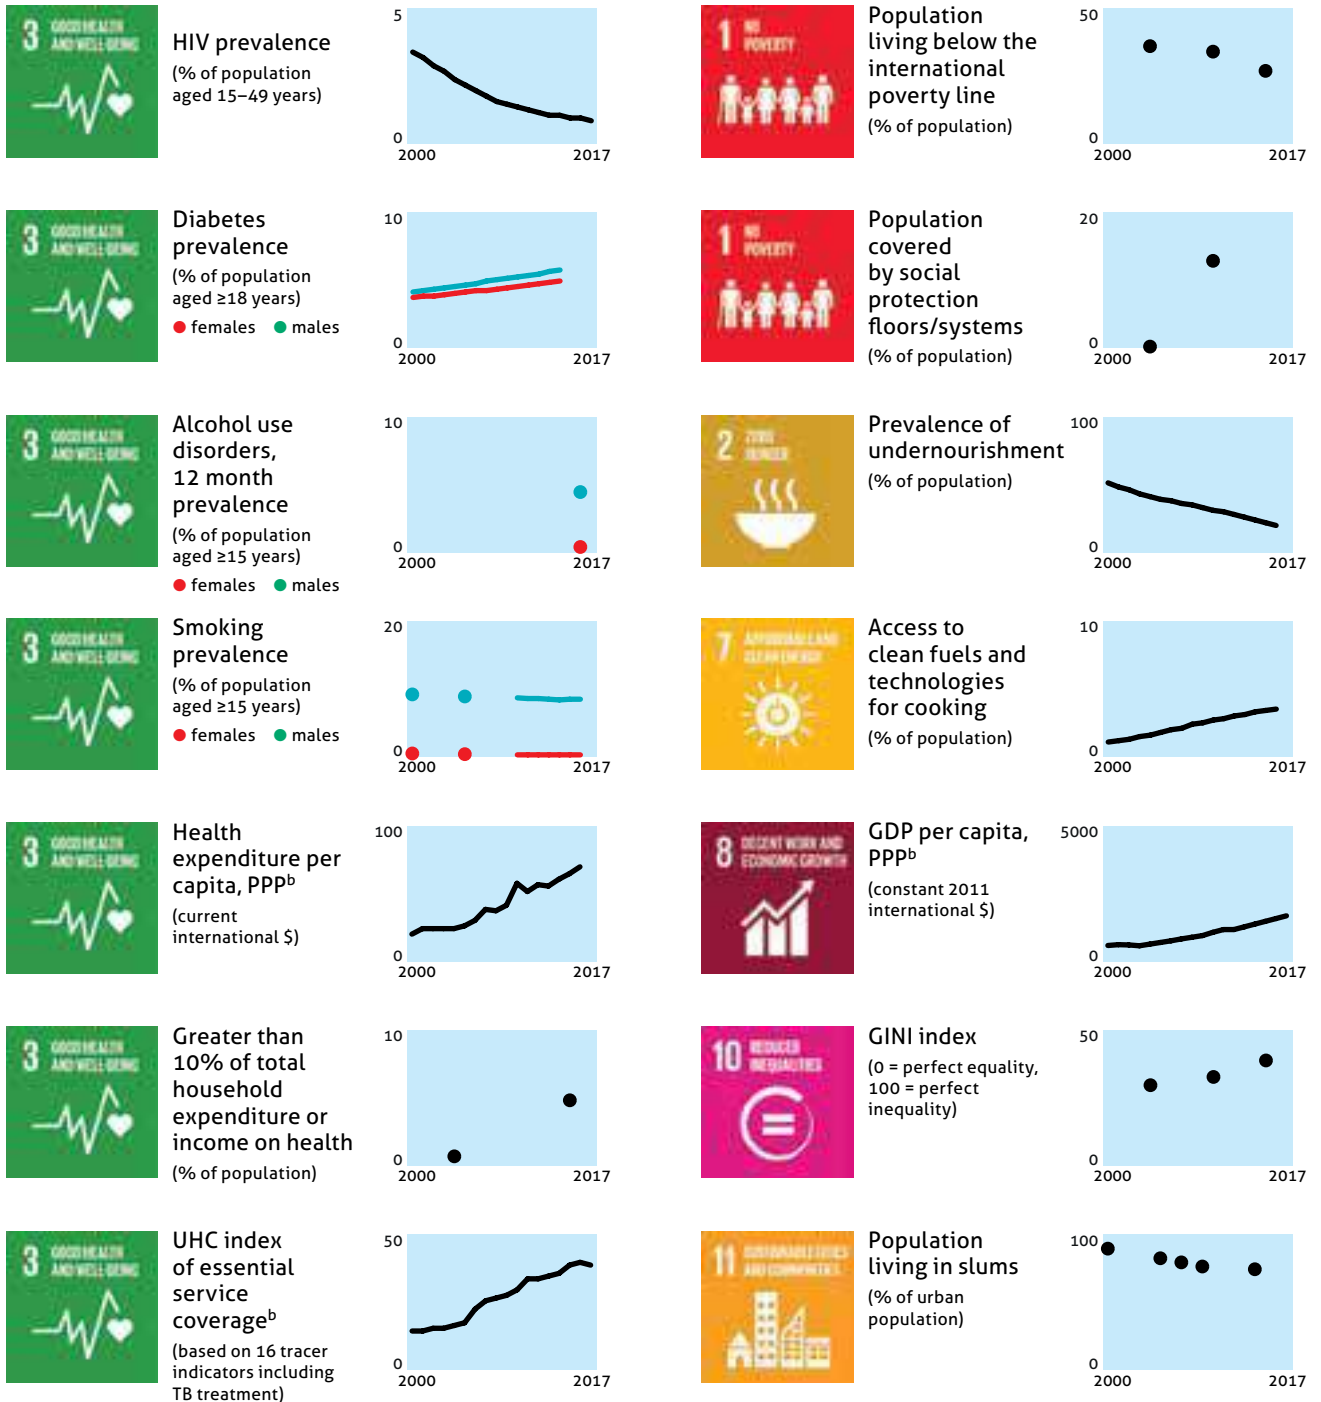 3 GOOD HEALTH
AND WELL-BEING
HIV prevalence
(% of population
aged 15–49 years)
5
0
2000
2017
3 GOOD HEALTH
AND WELL-BEING
Diabetes
prevalence
(% of population
aged ≥18 years)
females males
10
0
2000
2017
3 GOOD HEALTH
AND WELL-BEING
Alcohol use
disorders,
12 month
prevalence
(% of population
aged ≥15 years)
females males
10
0
2000
2017
3 GOOD HEALTH
AND WELL-BEING
Smoking
prevalence
(% of population
aged ≥15 years)
females males
20
0
2000
2017
3 GOOD HEALTH
AND WELL-BEING
Health
expenditure per
capita, PPPᵇ
(current
international $)
100
0
2000
2017
3 GOOD HEALTH
AND WELL-BEING
Greater than
10% of total
household
expenditure or
income on health
(% of population)
10
0
2000
2017
3 GOOD HEALTH
AND WELL-BEING
UHC index
of essential
service
coverageᵇ
(based on 16 tracer
indicators including
TB treatment)
50
0
2000
2017
1 NO
POVERTY
Population
living below the
international
poverty line
(% of population)
50
0
2000
2017
1 NO
POVERTY
Population
covered
by social
protection
floors/systems
(% of population)
20
0
2000
2017
2 ZERO
HUNGER
Prevalence of
undernourishment
(% of population)
100
0
2000
2017
7 AFFORDABLE AND
CLEAN ENERGY
Access to
clean fuels and
technologies
for cooking
(% of population)
10
0
2000
2017
8 DECENT WORK AND
ECONOMIC GROWTH
GDP per capita,
PPPᵇ
(constant 2011
international $)
5000
0
2000
2017
10 REDUCED
INEQUALITIES
GINI index
(0 = perfect equality,
100 = perfect
inequality)
50
0
2000
2017
11 SUSTAINABLE CITIES
AND COMMUNITIES
Population
living in slums
(% of urban
population)
100
0
2000
2017